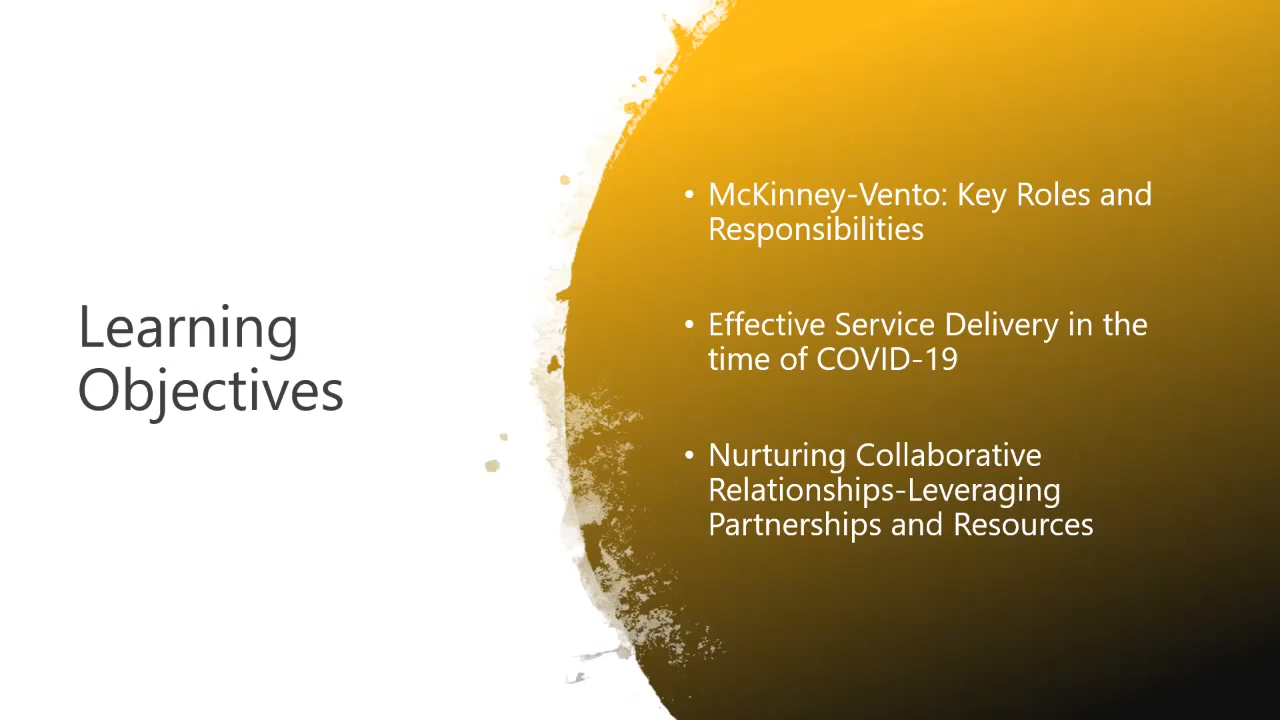 Learning
Objectives
• McKinney-Vento: Key Roles and
Responsibilities
• Effective Service Delivery in the
time of COVID-19
• Nurturing Collaborative
Relationships-Leveraging
Partnerships and Resources